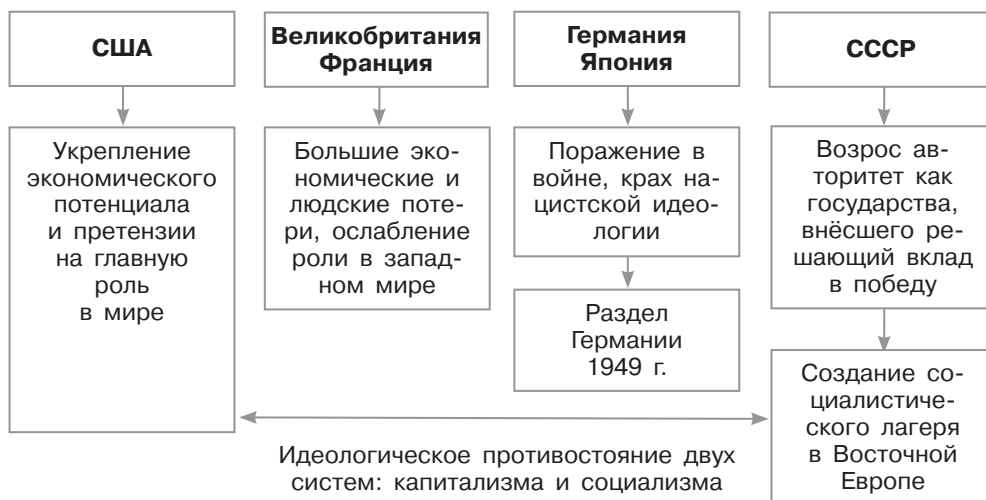 США
Великобритания
Франция
Германия
Япония
СССР
Укрепление
экономического
потенциала
и претензии
на главную
роль
в мире
Большие эко-
номические и
людские поте-
ри, ослабление
роли в запад-
ном мире
Поражение в
войне, крах на-
цистской идео-
логии
Возрос ав-
торитет как
государства,
внёсшего ре-
шающий вклад
в победу
Раздел
Германии
1949 г.
Создание со-
циалистиче-
ского лагеря
в Восточной
Европе
Идеологическое противостояние двух
систем: капитализма и социализма